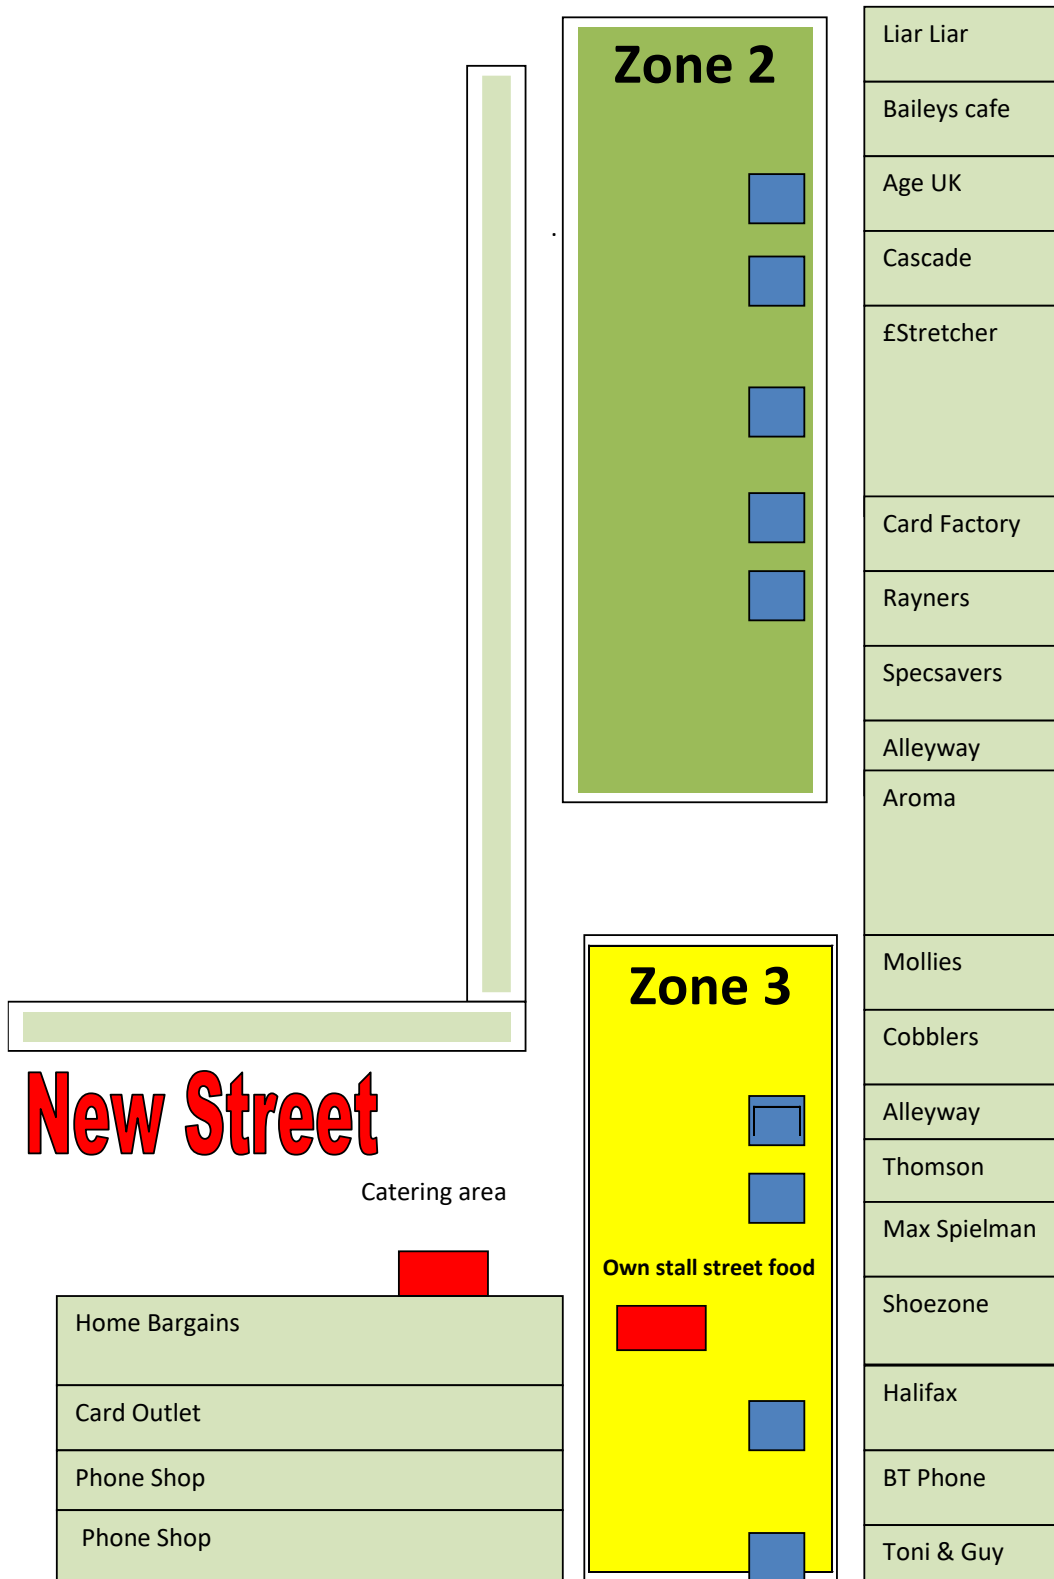 Zone 2
Liar Liar
Baileys cafe
Age UK
.
Cascade
£Stretcher
Card Factory
Rayners
Specsavers
Alleyway
Aroma
Zone 3
Mollies
Cobblers
New Street
Alleyway
Thomson
Catering area
Max Spielman
Own stall street food
Shoezone
Home Bargains
Halifax
Card Outlet
Phone Shop
BT Phone
Phone Shop
Toni & Guy